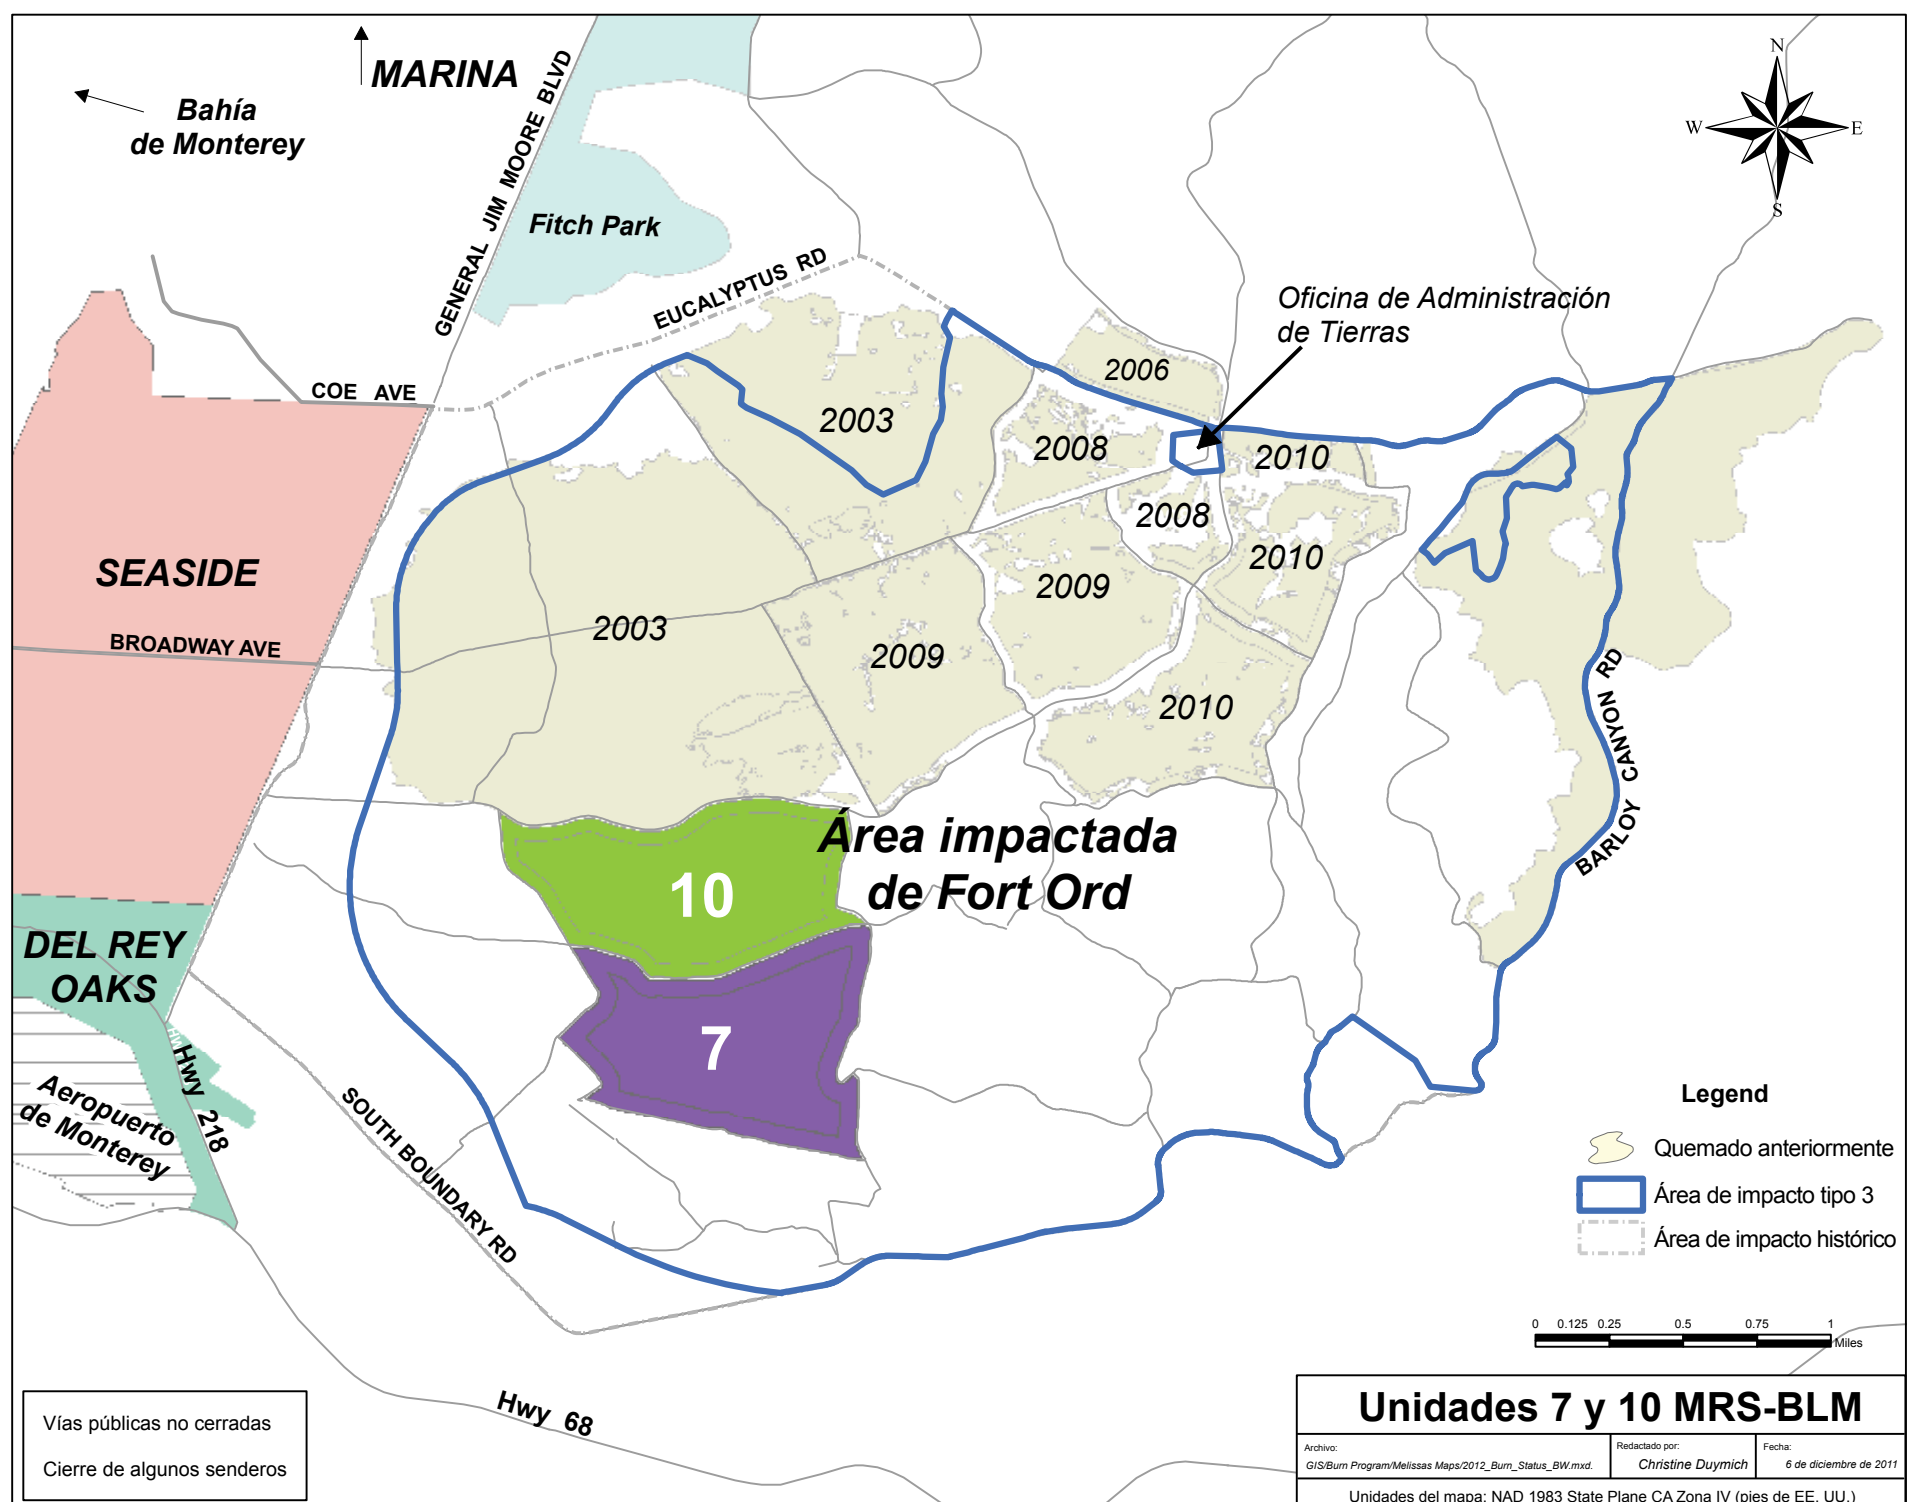 MARINA
Bahía
de Monterey
GENERAL JIM MOORE BLVD
Fitch Park
EUCALYPTUS RD
N
W
E
S
Oficina de Administración
de Tierras
COE AVE
2006
2003
2008
2010
2008
2010
2009
2003
2009
2010
SEASIDE
BROADWAY AVE
BARLOY CANYON RD
Área impactada
de Fort Ord
10
7
DEL REY
OAKS
Hwy 218
Aeropuerto
de Monterey
SOUTH BOUNDARY RD
Hwy 68
Legend
Quemado anteriormente
Área de impacto tipo 3
Área de impacto histórico
0 0.125 0.25 0.5 0.75 1
Miles
Vías públicas no cerradas
Cierre de algunos senderos
Unidades 7 y 10 MRS-BLM
Archivo:
GIS/Burn Program/Melissas Maps/2012_Burn_Status_BW.mxd.
Redactado por:
Christine Duymich
Fecha:
6 de diciembre de 2011
Unidades del mapa: NAD 1983 State Plane CA Zona IV (pies de EE. UU.)